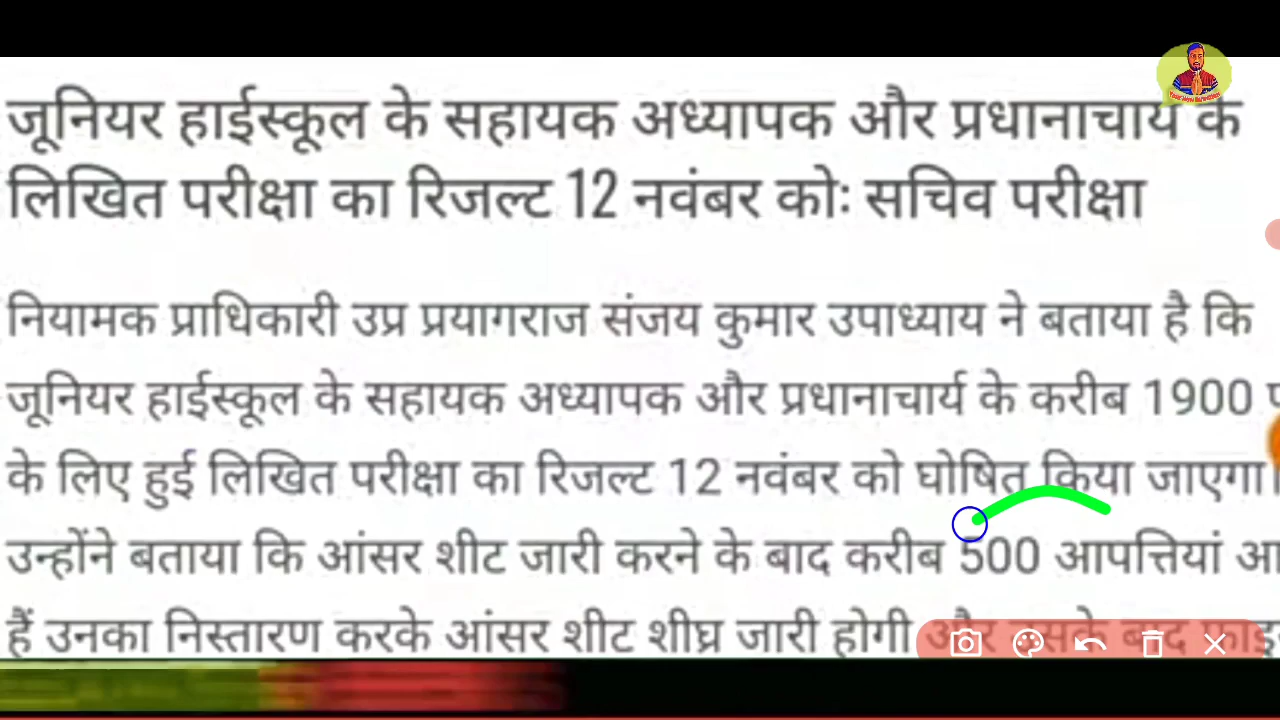 जूनियर हाईस्कूल के सहायक अध्यापक और प्रधानाचार्य के
लिखित परीक्षा का रिजल्ट 12 नवंबर कोः सचिव परीक्षा
नियामक प्राधिकारी उप्र प्रयागराज संजय कुमार उपाध्याय ने बताया है कि
जूनियर हाईस्कूल के सहायक अध्यापक और प्रधानाचार्य के करीब 1900
के लिए हुई लिखित परीक्षा का रिजल्ट 12 नवंबर को घोषित किया जाएगा।
उन्होंने बताया कि आंसर शीट जारी करने के बाद करीब 500 आपत्तियां
हैं उनका निस्तारण करके आंसर शीट शीघ्र जारी होगी और उसके बाद